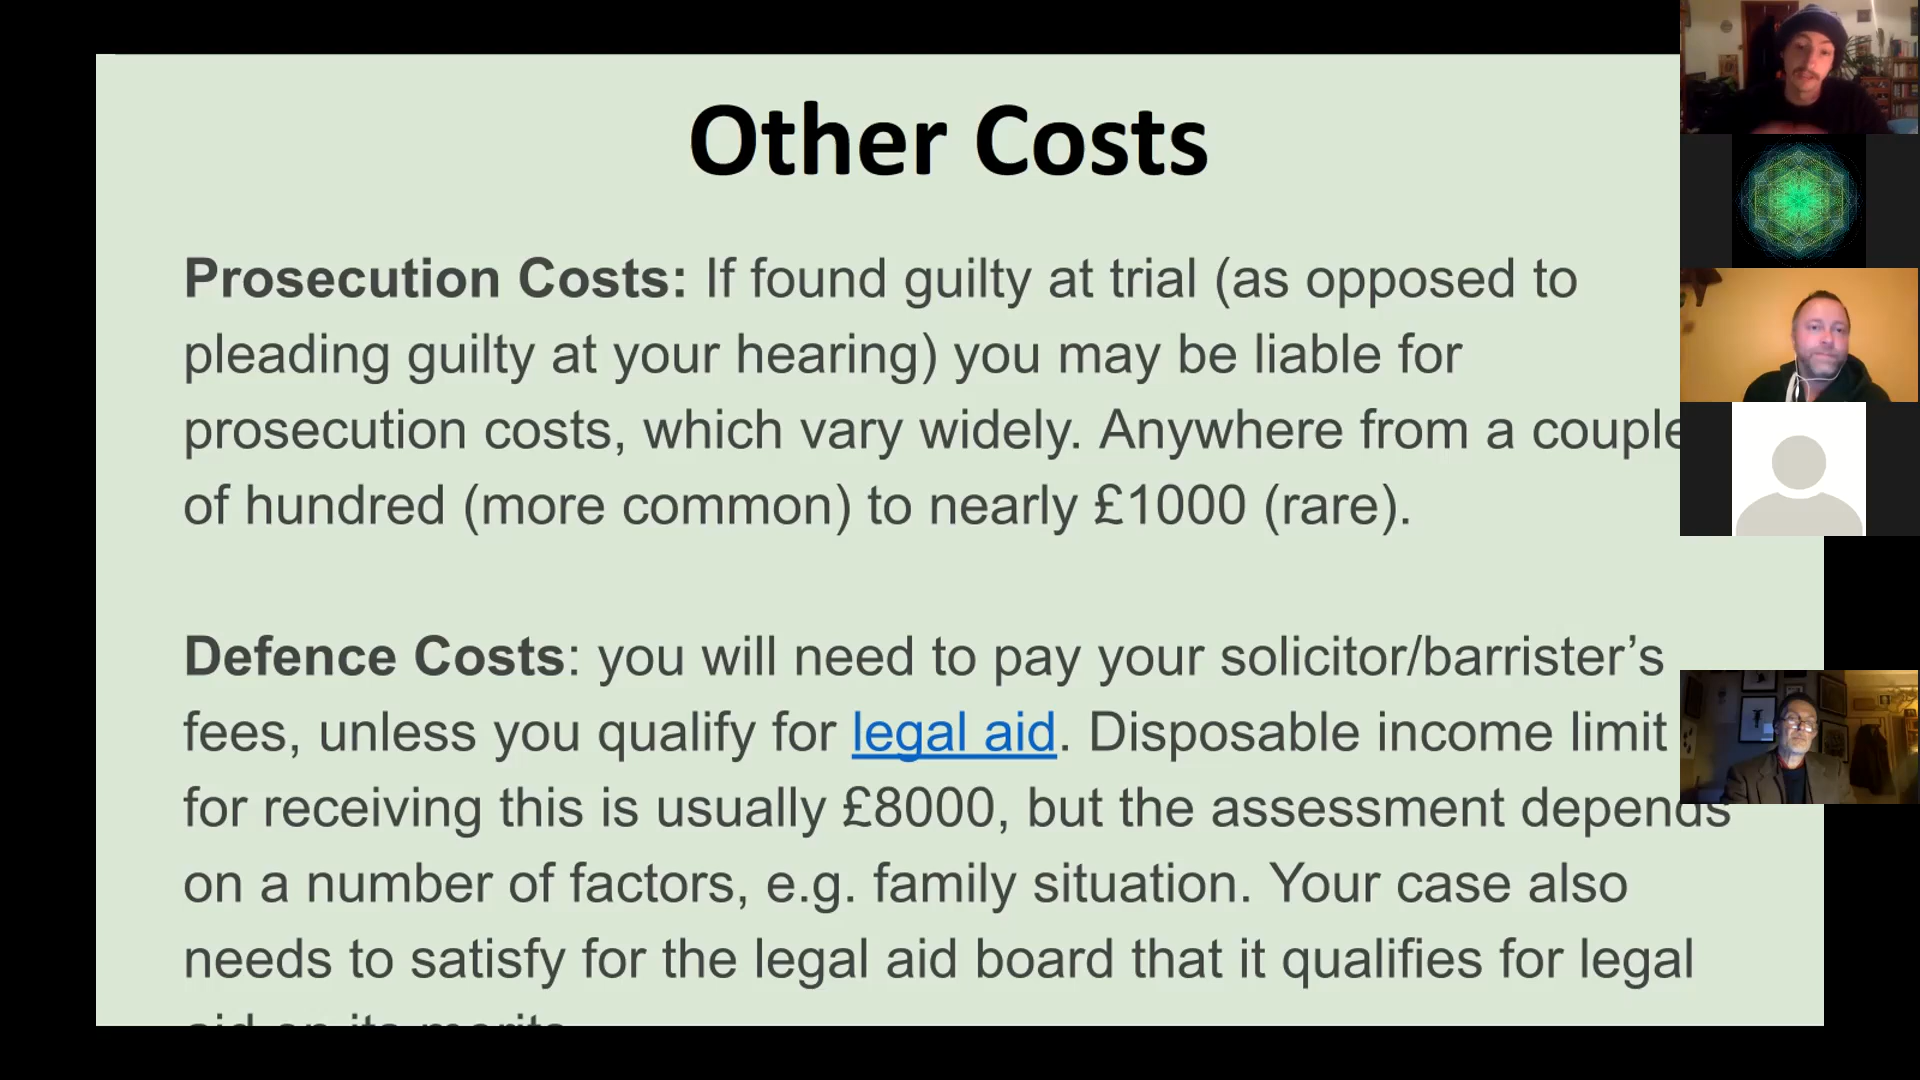 Other Costs
Prosecution Costs: If found guilty at trial (as opposed to
pleading guilty at your hearing) you may be liable for
prosecution costs, which vary widely. Anywhere from a couple
of hundred (more common) to nearly £1000 (rare).
Defence Costs: you will need to pay your solicitor/barrister’s
fees, unless you qualify for legal aid. Disposable income limit
for receiving this is usually £8000, but the assessment depends
on a number of factors, e.g. family situation. Your case also
needs to satisfy for the legal aid board that it qualifies for legal
aid on its merits